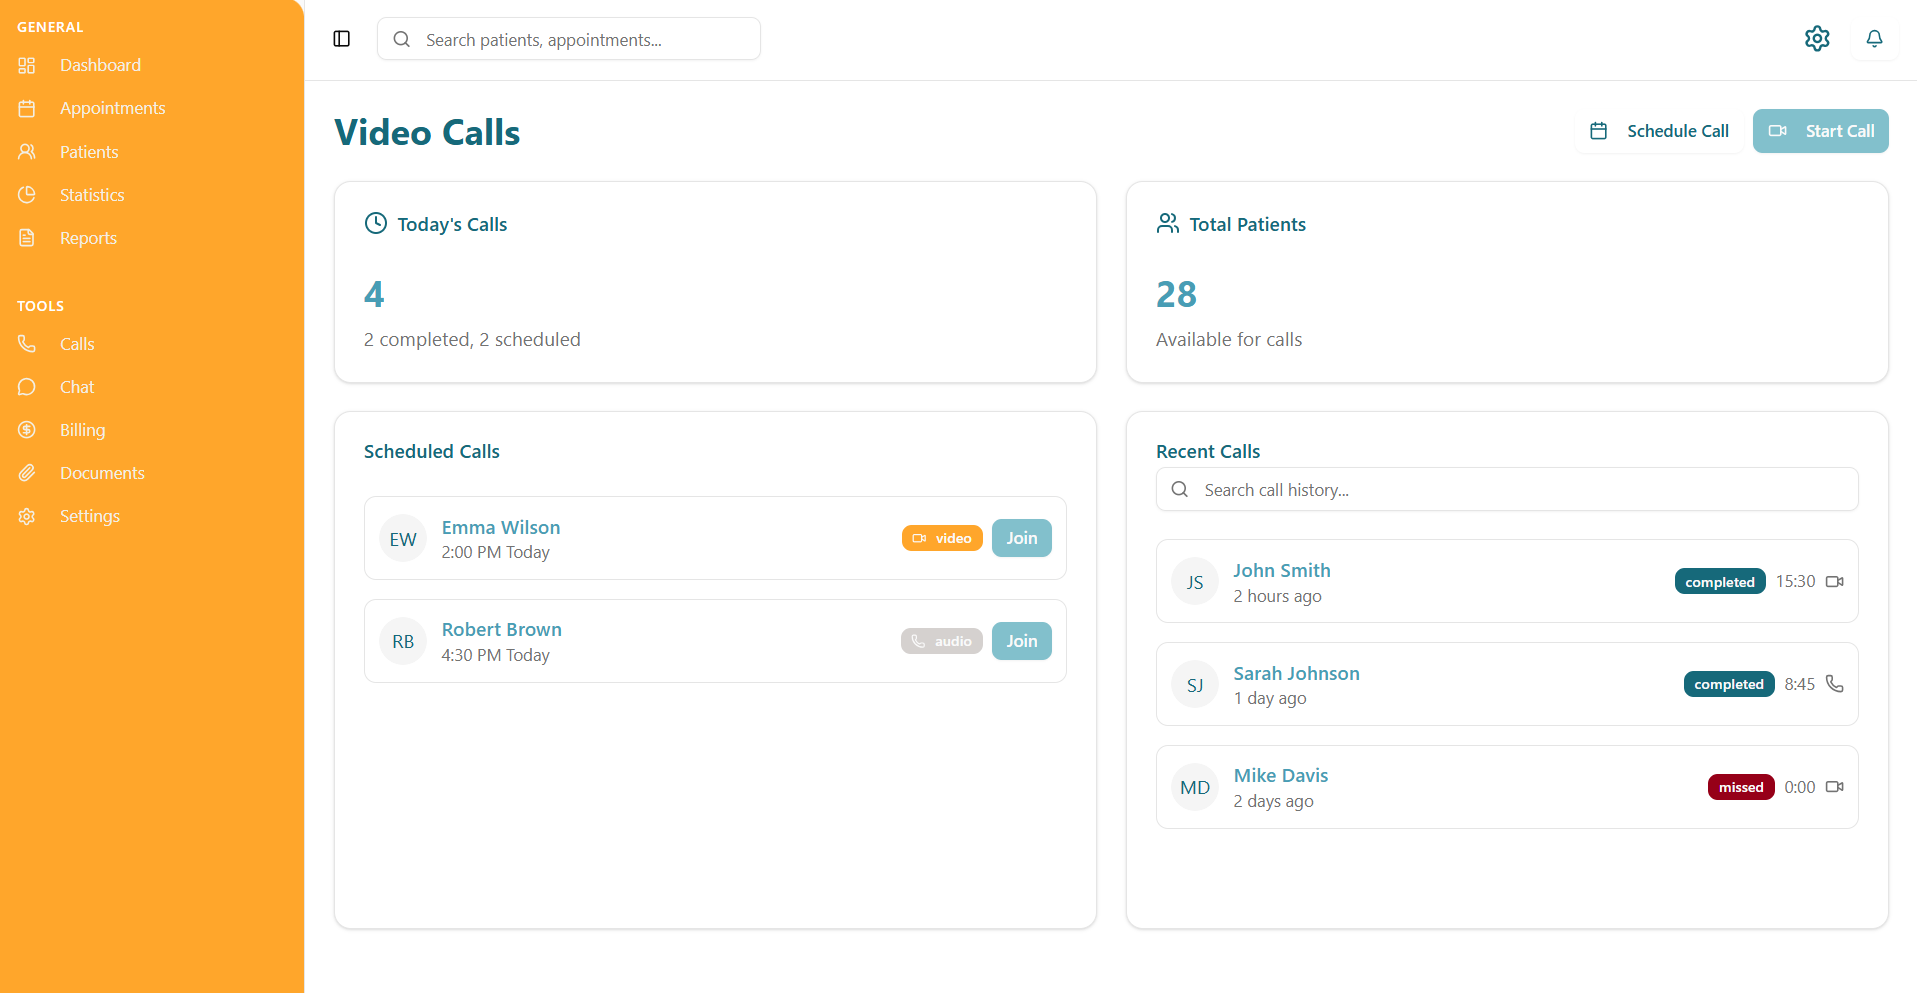 GENERAL
Dashboard
Appointments
Patients
Statistics
Reports
TOOLS
Calls
Chat
Billing
Documents
Settings
Search patients, appointments...
Video Calls
Schedule Call
Start Call
Today's Calls
4
2 completed, 2 scheduled
Total Patients
28
Available for calls
Scheduled Calls
EW
Emma Wilson
2:00 PM Today
video
Join
RB
Robert Brown
4:30 PM Today
audio
Join
Recent Calls
Search call history...
JS
John Smith
2 hours ago
completed
15:30
SJ
Sarah Johnson
1 day ago
completed
8:45
MD
Mike Davis
2 days ago
missed
0:00